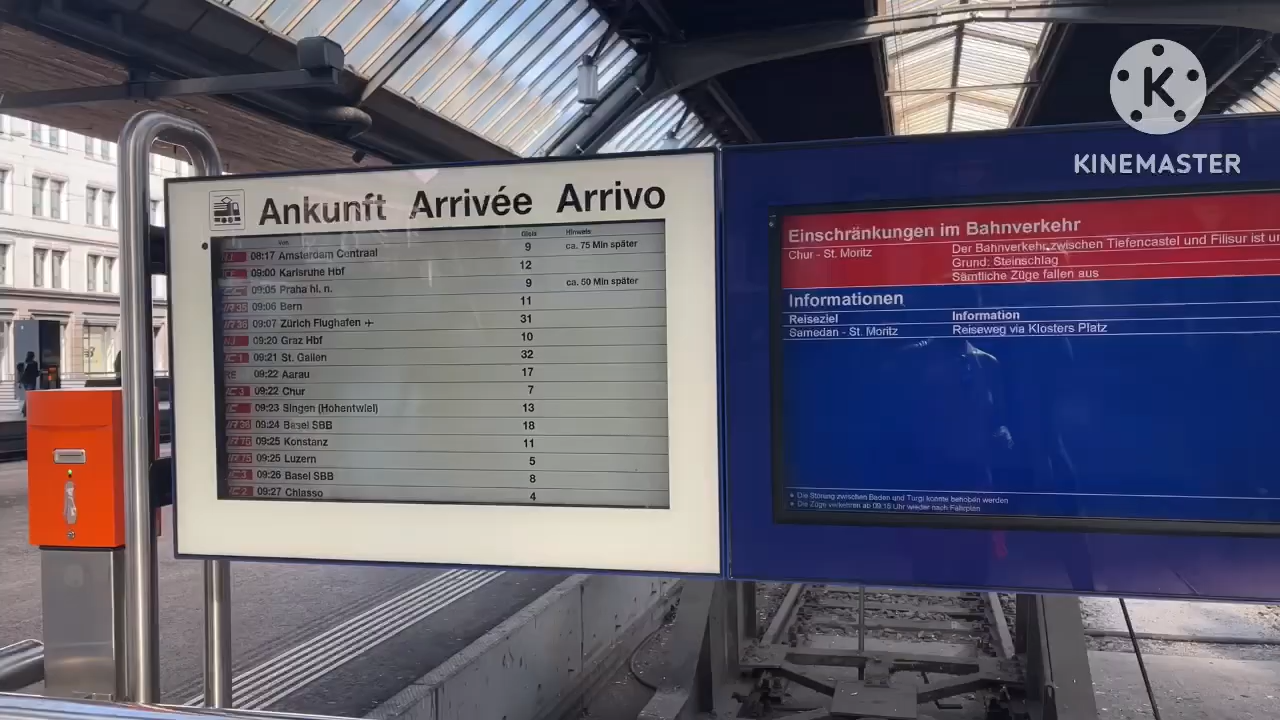 K
KINEMASTER
Ankunft Arrivée Arrivo
Von Gleis Hinweis
08:17 Amsterdam Centraal 9 ca. 75 Min später
09:00 Karlsruhe Hbf 12
09:05 Praha hl. n. 9 ca. 50 Min später
09:06 Bern 11
09:07 Zürich Flughafen 31
09:20 Graz Hbf 10
09:21 St. Gallen 32
RE 09:22 Aarau 17
09:22 Chur 7
09:23 Singen (Hohentwiel) 13
09:24 Basel SBB 18
09:25 Konstanz 11
09:25 Luzern 5
09:26 Basel SBB 8
09:27 Chiasso 4
Einschränkungen im Bahnverkehr
Chur - St. Moritz Der Bahnverkehr zwischen Tiefencastel und Filisur ist
Grund: Steinschlag
Sämtliche Züge fallen aus
Informationen
Reiseziel Information
Samedan - St. Moritz Reiseweg via Klosters Platz
Die Störung zwischen Baden und Turgi konnte behoben werden
Die Züge verkehren ab 09:15 Uhr wieder nach Fahrplan